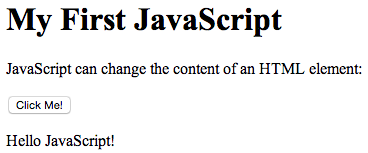 My First JavaScript
JavaScript can change the content of an HTML element:
Click Me!
Hello JavaScript!